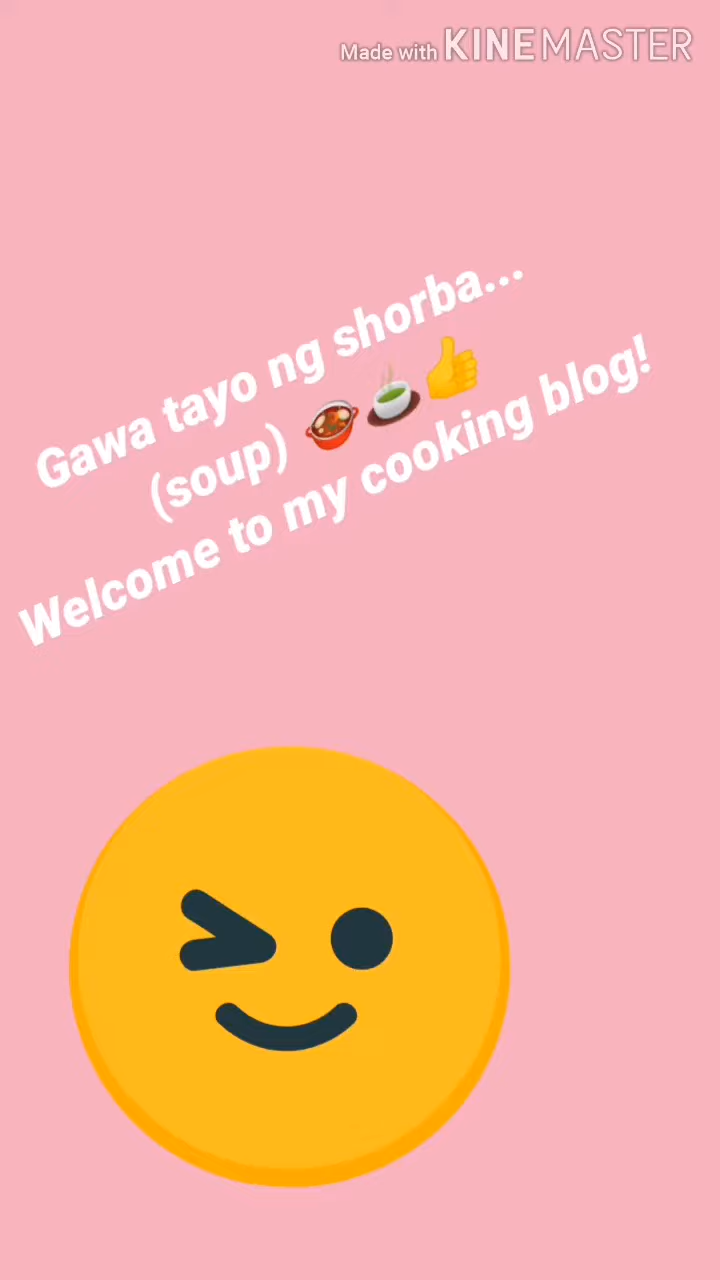 Made with KINEMASTER
Gawa tayo ng shorba...
(soup) 🍲🍵👍
Welcome to my cooking blog!